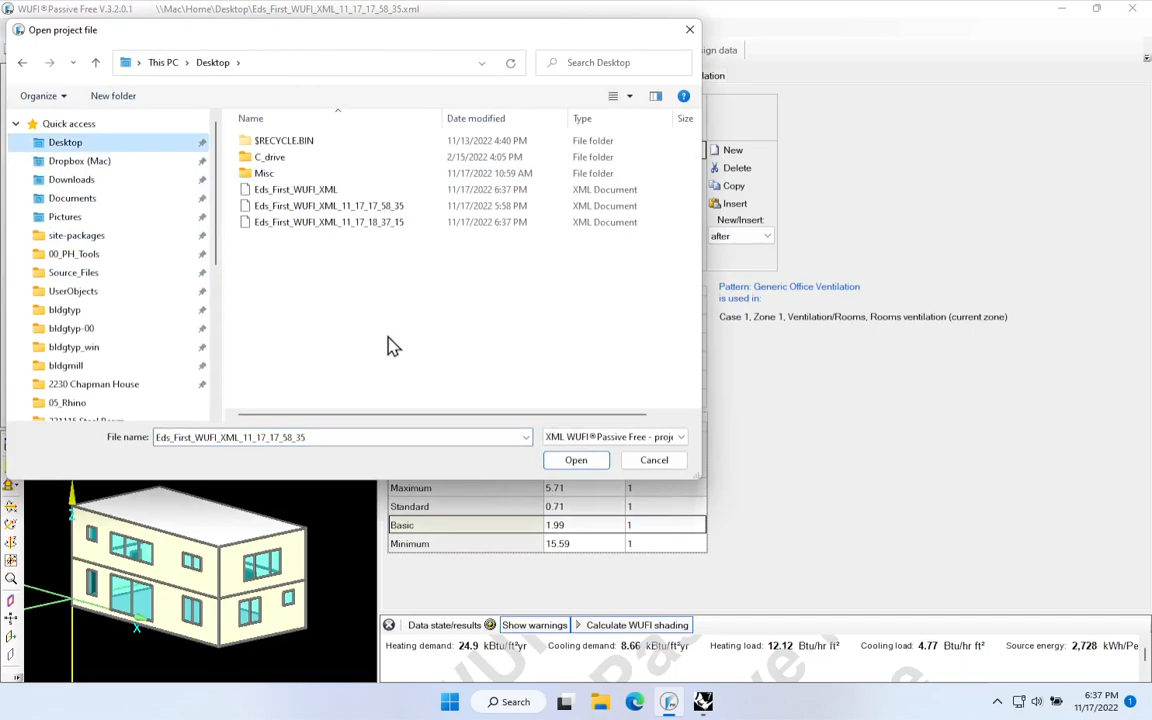 WUFI®Passive Free V.3.2.0.1 \\Mac\Home\Desktop\Eds_First_WUFI_XML_11_17_17_58_35.xml
Open project file
This PC Desktop
Search Desktop
Organize New folder
Name Date modified Type Size
Quick access
Desktop
Dropbox (Mac)
Downloads
Documents
Pictures
site-packages
00_PH_Tools
Source_Files
UserObjects
bldgtyp
bldgtyp-00
bldgtyp_win
bldgmill
2230 Chapman House
05_Rhino
$RECYCLE.BIN 11/13/2022 4:40 PM File folder
C_drive 2/15/2022 4:05 PM File folder
Misc 11/17/2022 10:59 AM File folder
Eds_First_WUFI_XML 11/17/2022 6:37 PM XML Document
Eds_First_WUFI_XML_11_17_17_58_35 11/17/2022 5:58 PM XML Document
Eds_First_WUFI_XML_11_17_18_37_15 11/17/2022 6:37 PM XML Document
File name: Eds_First_WUFI_XML_11_17_17_58_35
XML WUFI®Passive Free - proje
Open Cancel
ign data
lation
New
Delete
Copy
Insert
New/Insert:
after
Pattern: Generic Office Ventilation
is used in:
Case 1, Zone 1, Ventilation/Rooms, Rooms ventilation (current zone)
Maximum 5.71 1
Standard 0.71 1
Basic 1.99 1
Minimum 15.59 1
Z
X
Data state/results Show warnings Calculate WUFI shading
Heating demand: 24.9 kBtu/ft²yr Cooling demand: 8.66 kBtu/ft²yr Heating load: 12.12 Btu/hr ft² Cooling load: 4.77 Btu/hr ft² Source energy: 2,728 kWh/Pe
Search
6:37 PM
11/17/2022
1